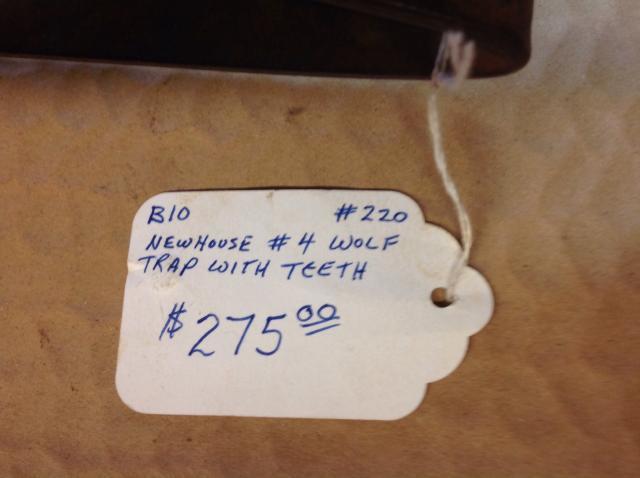 B10 #220
NEWHOUSE # 4 WOLF
TRAP WITH TEETH
$275.00